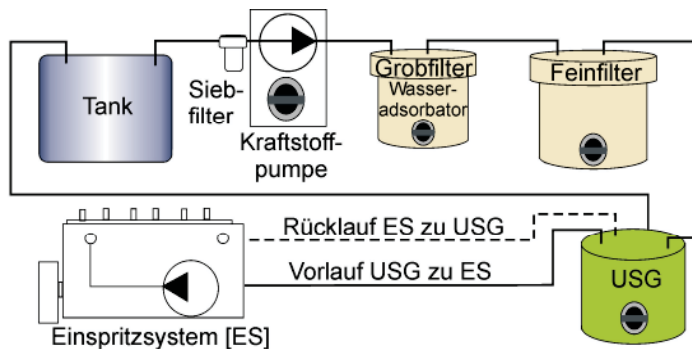 Tank
Sieb-
filter
Kraftstoff-
pumpe
Grobfilter
Wasser-
adsorbator
Feinfilter
Rücklauf ES zu USG
Vorlauf USG zu ES
Einspritzsystem [ES]
USG